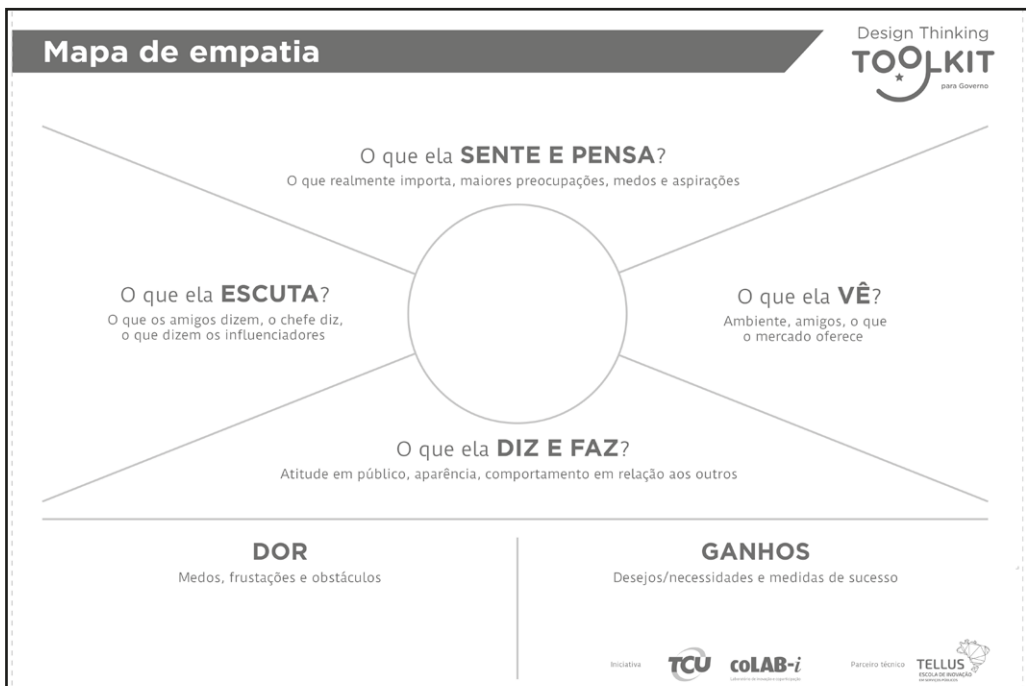 Mapa de empatia
Design Thinking
TOOLKIT
para Governo
O que ela SENTE E PENSA?
O que realmente importa, maiores preocupações, medos e aspirações
O que ela ESCUTA?
O que os amigos dizem, o chefe diz,
o que dizem os influenciadores
O que ela VÊ?
Ambiente, amigos, o que
o mercado oferece
O que ela DIZ E FAZ?
Atitude em público, aparência, comportamento em relação aos outros
DOR
Medos, frustações e obstáculos
GANHOS
Desejos/necessidades e medidas de sucesso
Iniciativa
TCU
coLAB-i
Parceiro técnico
TELLUS
ESCOLA DE INOVAÇÃO
EM SERVIÇOS PÚBLICOS